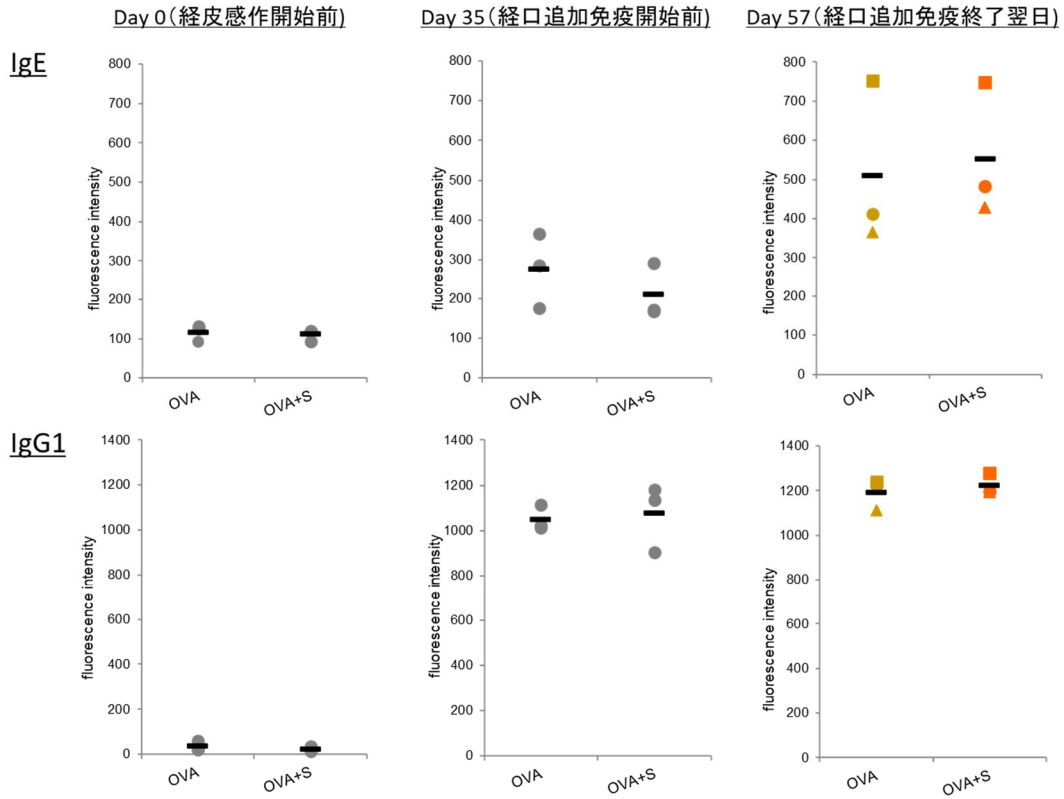 Day 0(経皮感作開始前)
Day 35(経口追加免疫開始前)
Day 57(経口追加免疫終了翌日)
IgE
fluorescence intensity
800
700
600
500
400
300
200
100
0
OVA
OVA+S
fluorescence intensity
800
700
600
500
400
300
200
100
0
OVA
OVA+S
fluorescence intensity
800
700
600
500
400
300
200
100
0
OVA
OVA+S
IgG1
fluorescence intensity
1400
1200
1000
800
600
400
200
0
OVA
OVA+S
fluorescence intensity
1400
1200
1000
800
600
400
200
0
OVA
OVA+S
fluorescence intensity
1400
1200
1000
800
600
400
200
0
OVA
OVA+S